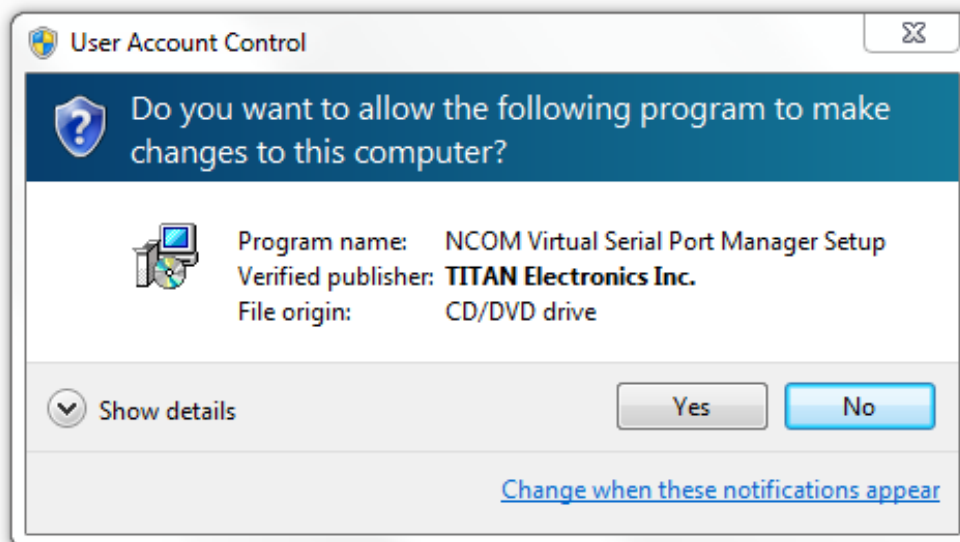 User Account Control
Do you want to allow the following program to make
changes to this computer?
Program name: NCOM Virtual Serial Port Manager Setup
Verified publisher: TITAN Electronics Inc.
File origin: CD/DVD drive
Show details
Yes
No
Change when these notifications appear